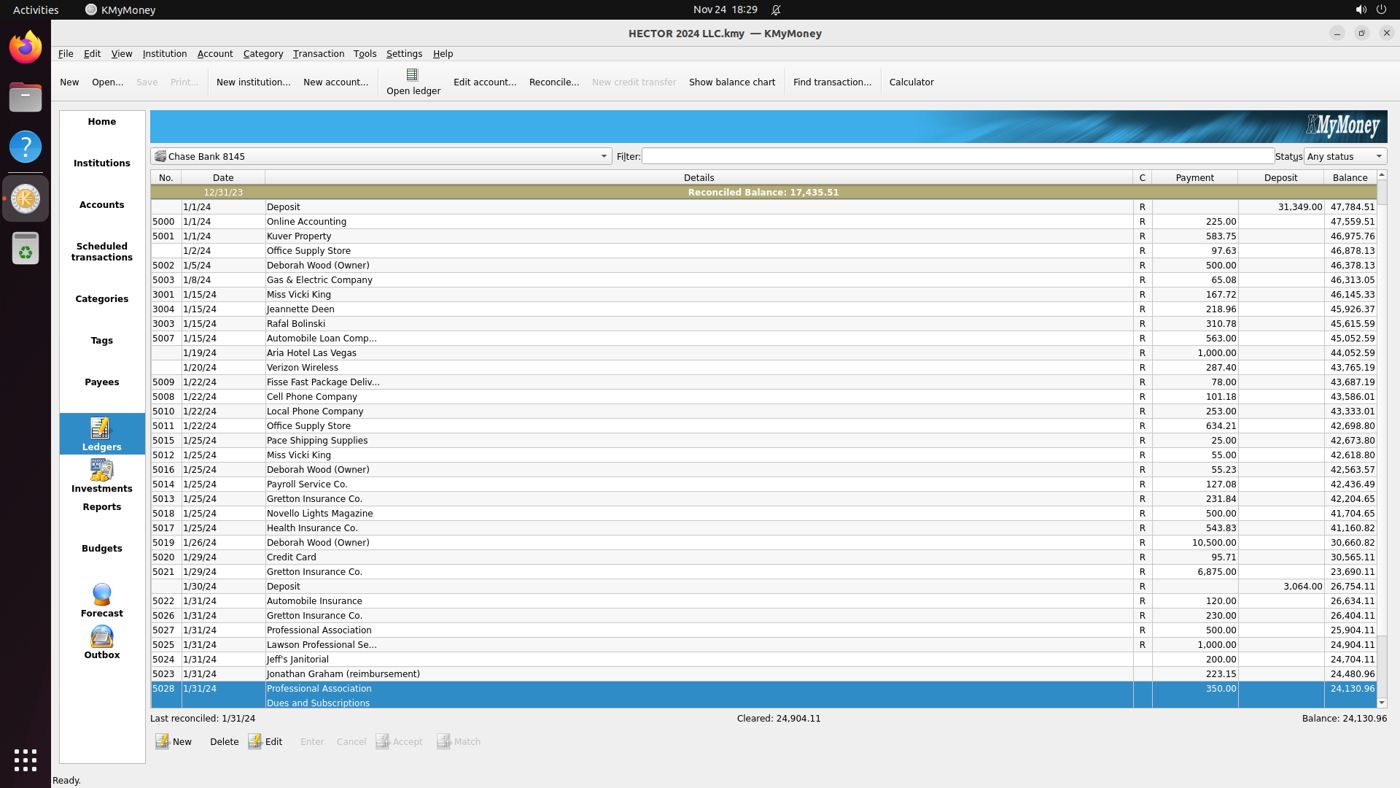 Activities KMyMoney Nov 24 18:29
HECTOR 2024 LLC.kmy — KMyMoney
File Edit View Institution Account Category Transaction Tools Settings Help
New Open... Save Print... New institution... New account... Open ledger Edit account... Reconcile... New credit transfer Show balance chart Find transaction... Calculator
Home
Institutions
Accounts
Scheduled
transactions
Categories
Tags
Payees
Ledgers
Investments
Reports
Budgets
Forecast
Outbox
KMyMoney
Chase Bank 8145 Filter: Status Any status
No. Date Details C Payment Deposit Balance
12/31/23 Reconciled Balance: 17,435.51
1/1/24 Deposit R 31,349.00 47,784.51
5000 1/1/24 Online Accounting R 225.00 47,559.51
5001 1/1/24 Kuver Property R 583.75 46,975.76
1/2/24 Office Supply Store R 97.63 46,878.13
5002 1/5/24 Deborah Wood (Owner) R 500.00 46,378.13
5003 1/8/24 Gas & Electric Company R 65.08 46,313.05
3001 1/15/24 Miss Vicki King R 167.72 46,145.33
3004 1/15/24 Jeannette Deen R 218.96 45,926.37
3003 1/15/24 Rafal Bolinski R 310.78 45,615.59
5007 1/15/24 Automobile Loan Comp... R 563.00 45,052.59
1/19/24 Aria Hotel Las Vegas R 1,000.00 44,052.59
1/20/24 Verizon Wireless R 287.40 43,765.19
5009 1/22/24 Fisse Fast Package Deliv... R 78.00 43,687.19
5008 1/22/24 Cell Phone Company R 101.18 43,586.01
5010 1/22/24 Local Phone Company R 253.00 43,333.01
5011 1/22/24 Office Supply Store R 634.21 42,698.80
5015 1/25/24 Pace Shipping Supplies R 25.00 42,673.80
5012 1/25/24 Miss Vicki King R 55.00 42,618.80
5016 1/25/24 Deborah Wood (Owner) R 55.23 42,563.57
5014 1/25/24 Payroll Service Co. R 127.08 42,436.49
5013 1/25/24 Gretton Insurance Co. R 231.84 42,204.65
5018 1/25/24 Novello Lights Magazine R 500.00 41,704.65
5017 1/25/24 Health Insurance Co. R 543.83 41,160.82
5019 1/26/24 Deborah Wood (Owner) R 10,500.00 30,660.82
5020 1/29/24 Credit Card R 95.71 30,565.11
5021 1/29/24 Gretton Insurance Co. R 6,875.00 23,690.11
1/30/24 Deposit R 3,064.00 26,754.11
5022 1/31/24 Automobile Insurance R 120.00 26,634.11
5026 1/31/24 Gretton Insurance Co. R 230.00 26,404.11
5027 1/31/24 Professional Association R 500.00 25,904.11
5025 1/31/24 Lawson Professional Se... R 1,000.00 24,904.11
5024 1/31/24 Jeff's Janitorial 200.00 24,704.11
5023 1/31/24 Jonathan Graham (reimbursement) 223.15 24,480.96
5028 1/31/24 Professional Association 350.00 24,130.96
Dues and Subscriptions
Last reconciled: 1/31/24 Cleared: 24,904.11 Balance: 24,130.96
New Delete Edit Enter Cancel Accept Match
Ready.